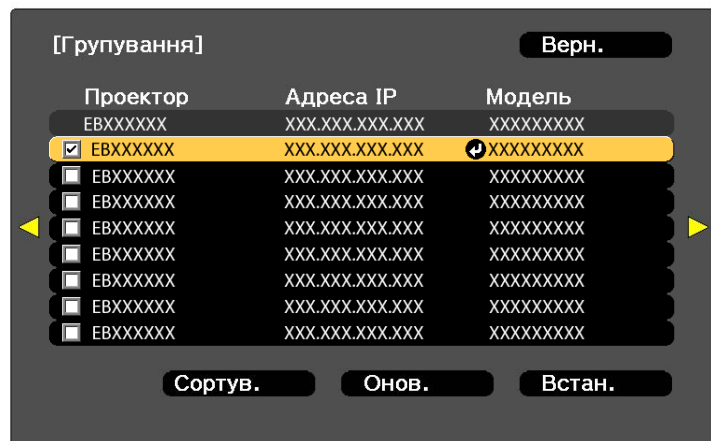 [Групування] Верн.
Проектор Адреса IP Модель
EBXXXXXX XXX.XXX.XXX.XXX XXXXXXXXX
EBXXXXXX XXX.XXX.XXX.XXX XXXXXXXXX
EBXXXXXX XXX.XXX.XXX.XXX XXXXXXXXX
EBXXXXXX XXX.XXX.XXX.XXX XXXXXXXXX
EBXXXXXX XXX.XXX.XXX.XXX XXXXXXXXX
EBXXXXXX XXX.XXX.XXX.XXX XXXXXXXXX
EBXXXXXX XXX.XXX.XXX.XXX XXXXXXXXX
EBXXXXXX XXX.XXX.XXX.XXX XXXXXXXXX
EBXXXXXX XXX.XXX.XXX.XXX XXXXXXXXX
Сортув. Онов. Встан.